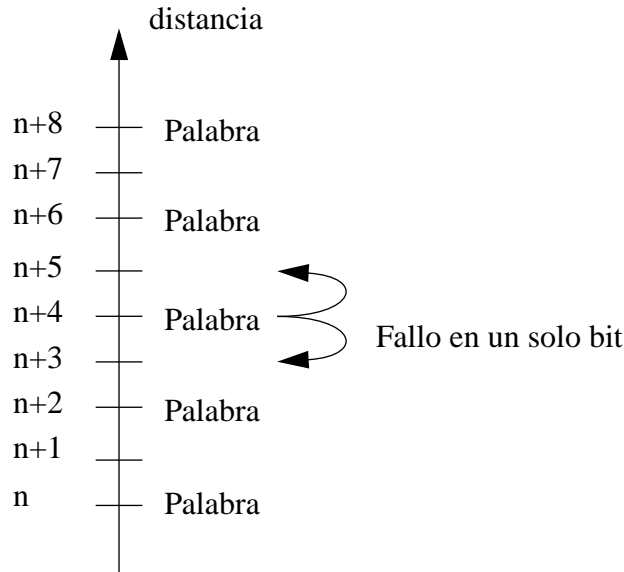 distancia
n+8 Palabra
n+7
n+6 Palabra
n+5
n+4 Palabra
Fallo en un solo bit
n+3
n+2 Palabra
n+1
n Palabra